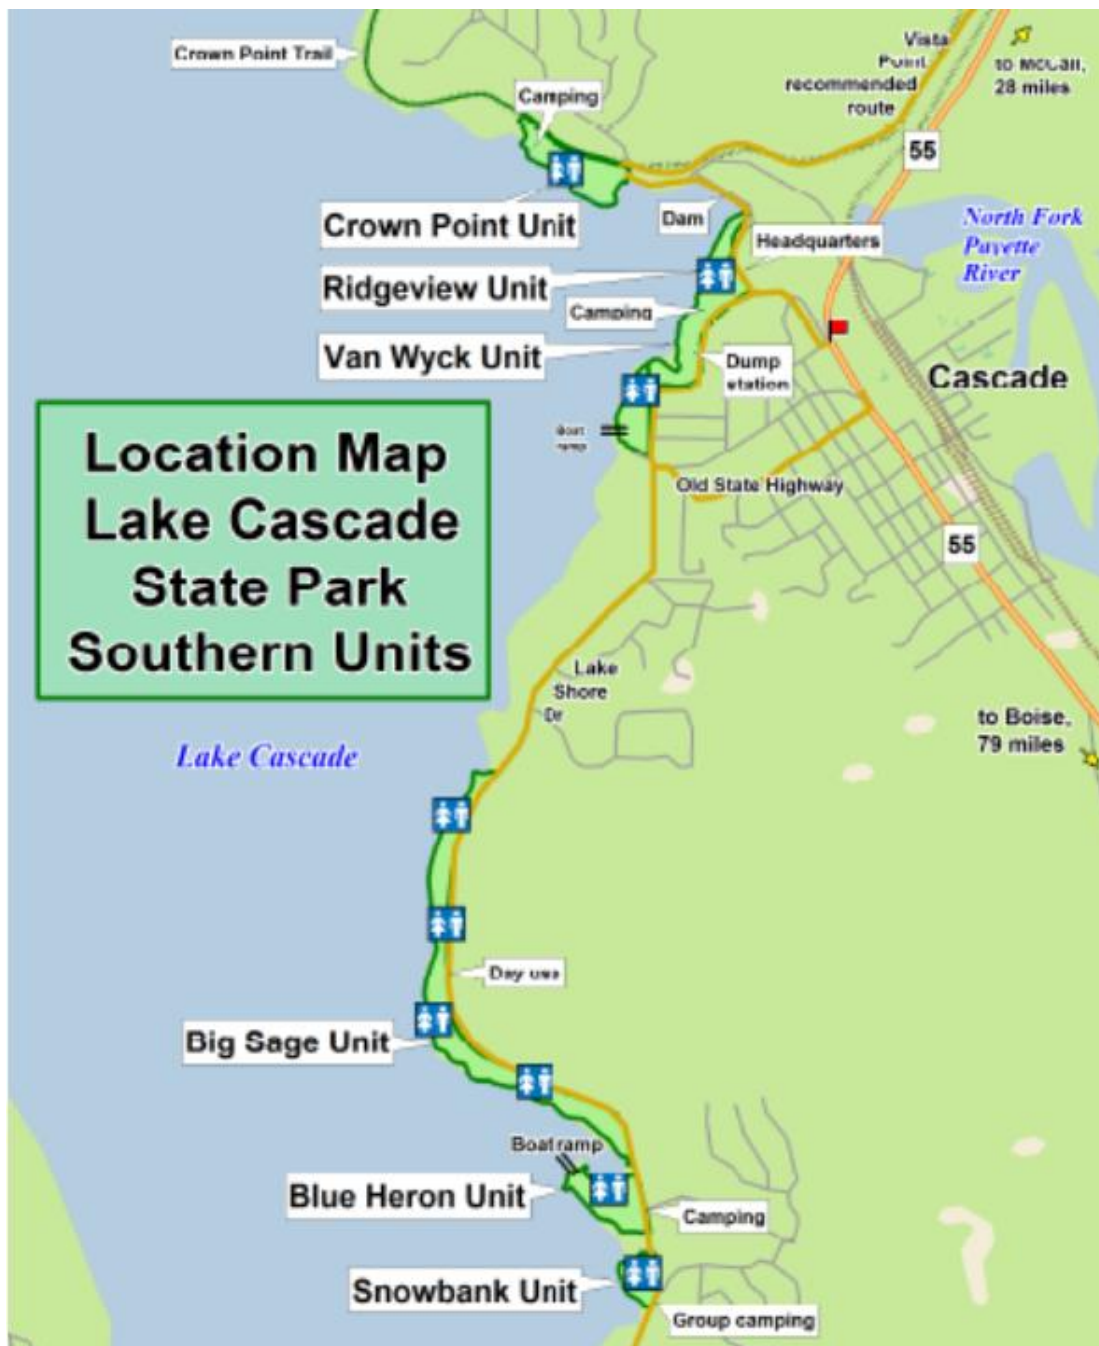 Crown Point Trail
Vista
Point
recommended
route
to McCall,
28 miles
Camping
55
Crown Point Unit
Dam
North Fork
Payette
River
Headquarters
Ridgeview Unit
Camping
Van Wyck Unit
Dump
station
Cascade
Boat
ramp
Location Map
Lake Cascade
State Park
Southern Units
Old State Highway
55
Lake
Shore
Dr
to Boise,
79 miles
Lake Cascade
Day use
Big Sage Unit
Boat ramp
Blue Heron Unit
Camping
Snowbank Unit
Group camping